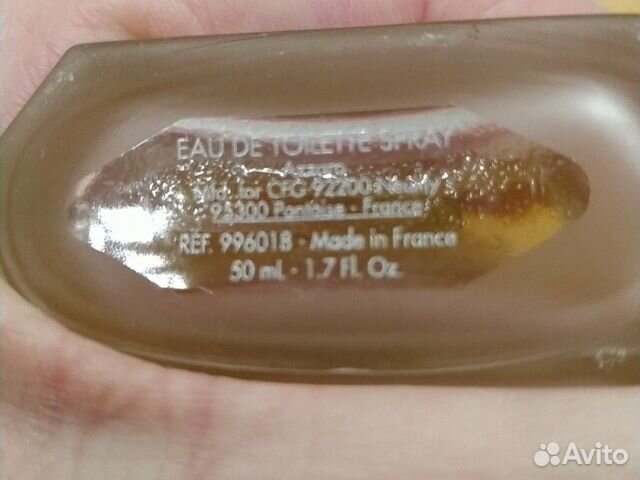 EAU DE TOILETTE SPRAY
Azzaro
Mfd. for CFG 92200 Neuilly
95300 Pontoise - France
REF. 996018 - Made in France
50 ml - 1.7 Fl. Oz.
Avito